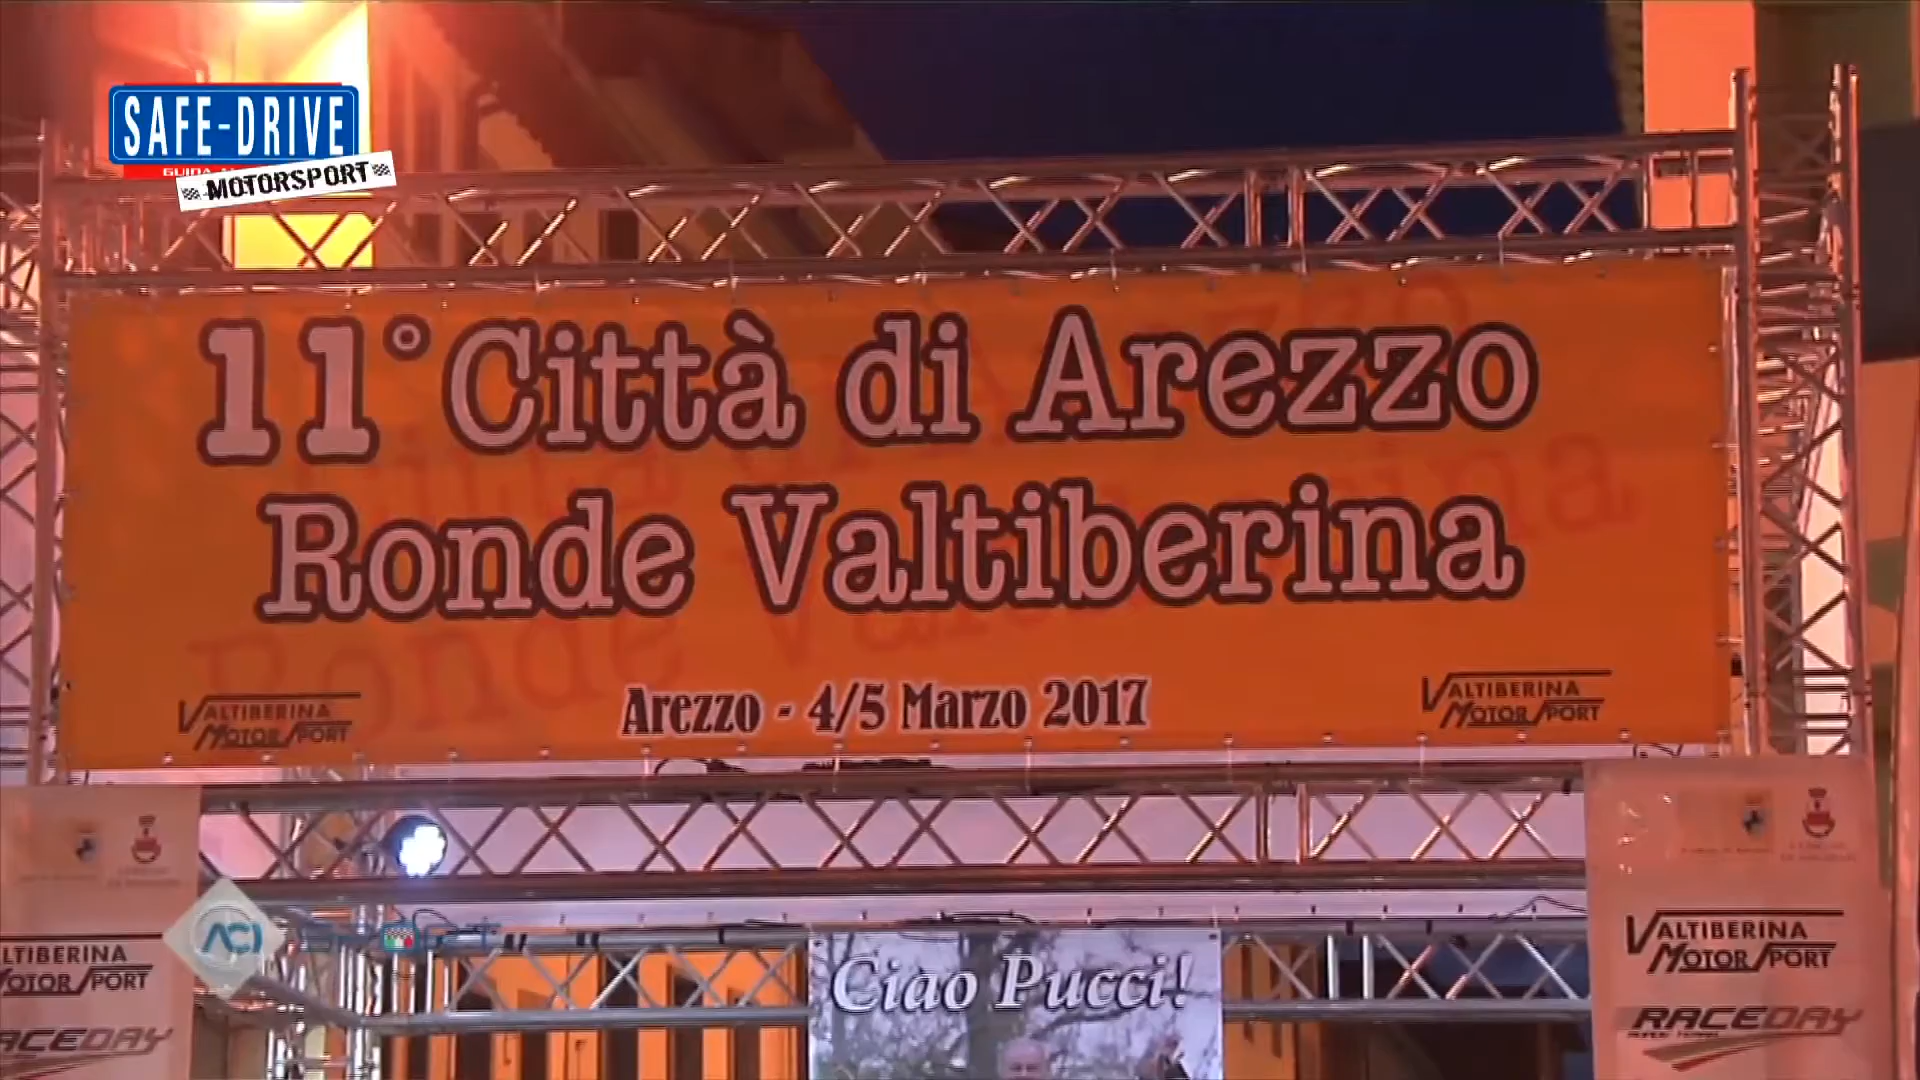 SAFE-DRIVE
MOTORSPORT
11° Città di Arezzo
Ronde Valtiberina
Arezzo - 4/5 Marzo 2017
VALTIBERINA
MOTOR SPORT
VALTIBERINA
MOTOR SPORT
ACI
Ciao Pucci!
LTIBERINA
OTOR SPORT
ACEDAY
VALTIBERINA
MOTOR SPORT
RACEDAY